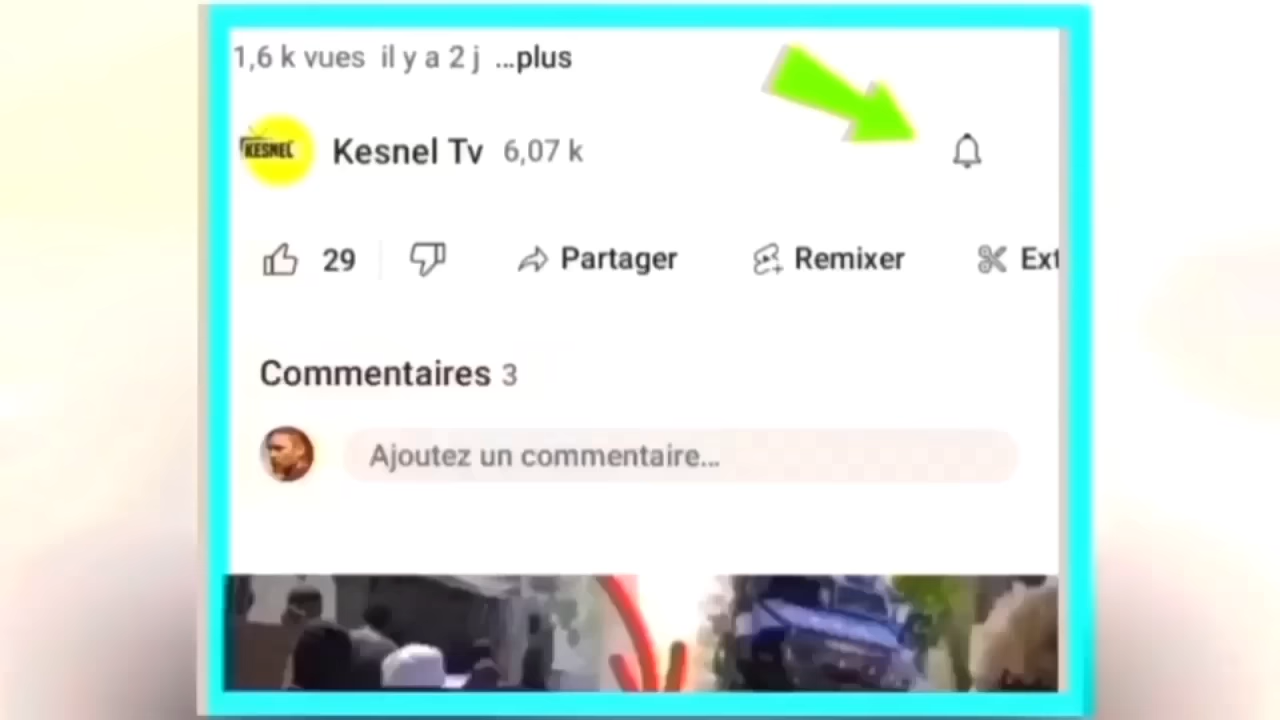 1,6 k vues il y a 2 j ...plus
KESNEL
Kesnel Tv 6,07 k
29 Partager Remixer Ext
Commentaires 3
Ajoutez un commentaire...